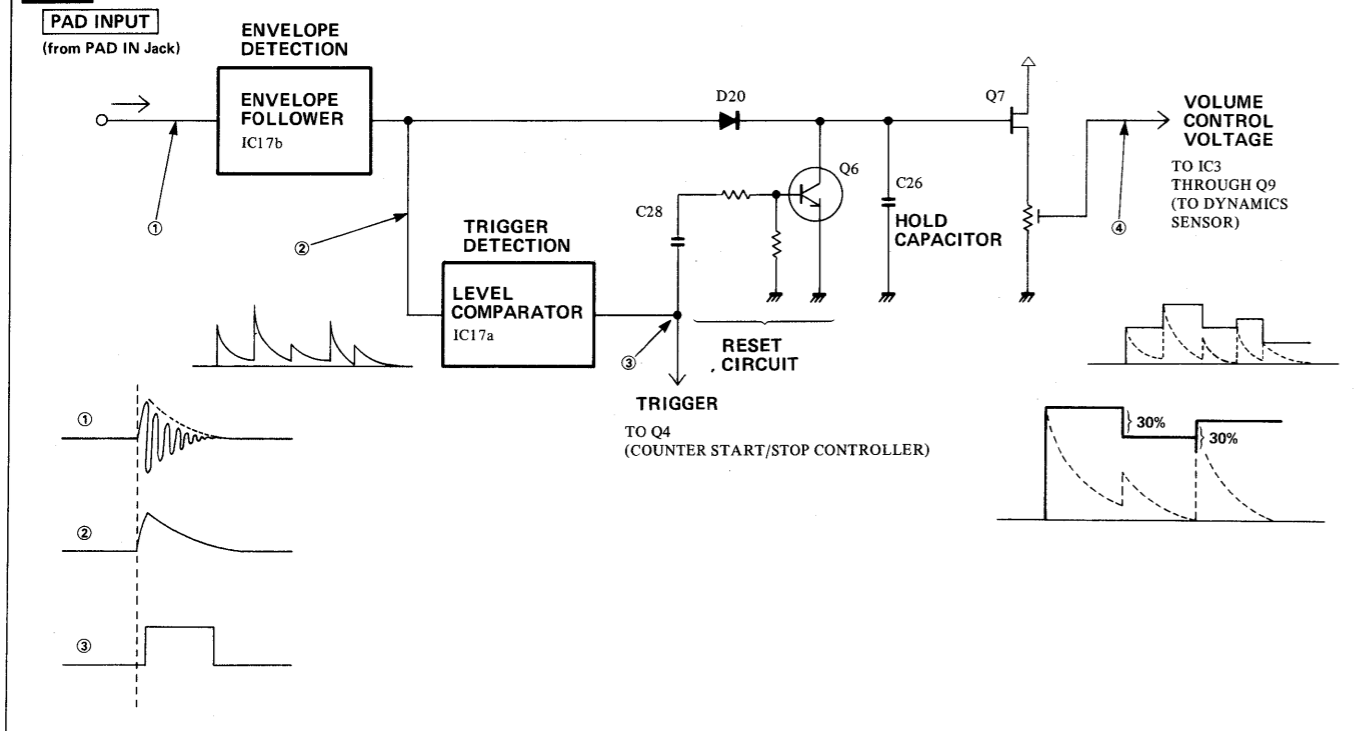 PAD INPUT
(from PAD IN Jack)
ENVELOPE
DETECTION
ENVELOPE
FOLLOWER
IC17b
①
②
TRIGGER
DETECTION
LEVEL
COMPARATOR
IC17a
③
TRIGGER
TO Q4
(COUNTER START/STOP CONTROLLER)
C28
D20
Q6
RESET
CIRCUIT
C26
HOLD
CAPACITOR
Q7
④
VOLUME
CONTROL
VOLTAGE
TO IC3
THROUGH Q9
(TO DYNAMICS
SENSOR)
①
②
③
30%
30%